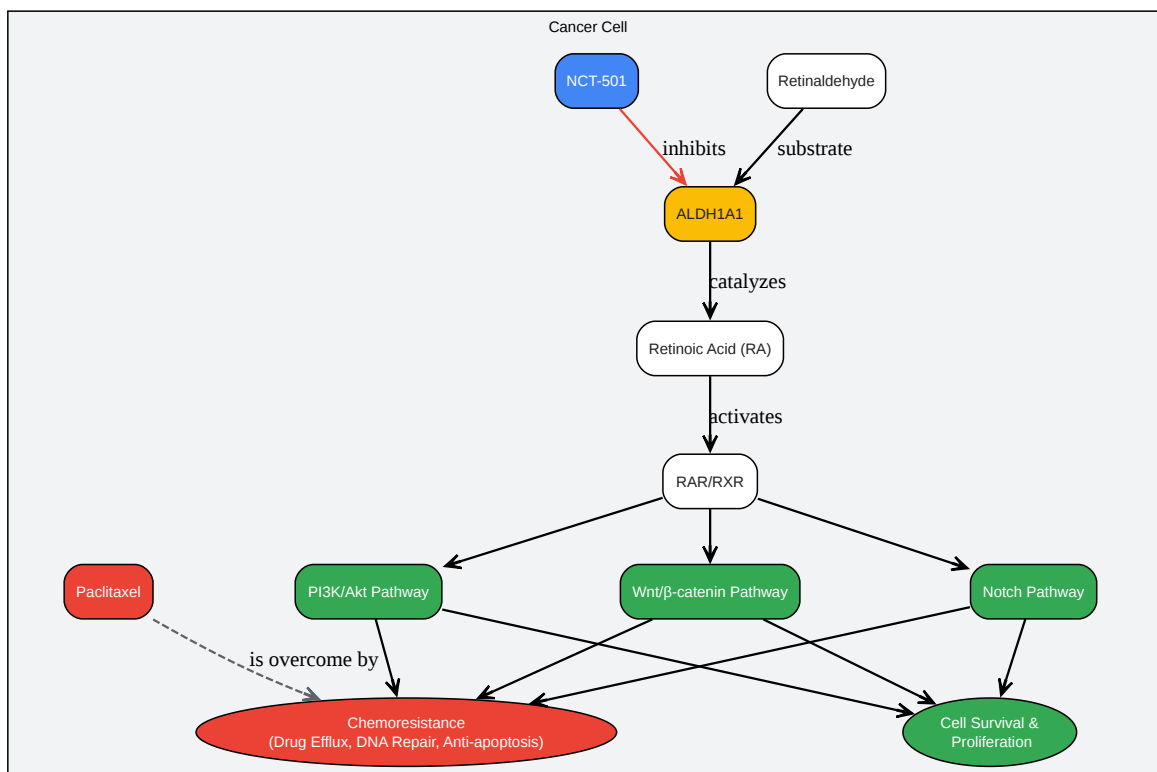 Cancer Cell
NCT-501
Retinaldehyde
inhibits
substrate
ALDH1A1
catalyzes
Retinoic Acid (RA)
activates
RAR/RXR
Paclitaxel
PI3K/Akt Pathway
Wnt/β-catenin Pathway
Notch Pathway
is overcome by
Chemoresistance
(Drug Efflux, DNA Repair, Anti-apoptosis)
Cell Survival &
Proliferation